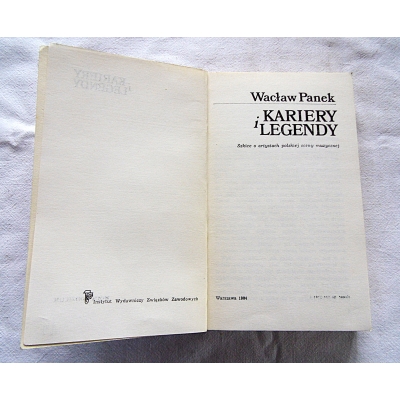 Wacław Panek
KARIERY
i LEGENDY
Szkice o artystach polskiej sceny muzycznej
Instytut Wydawniczy Związków Zawodowych
Warszawa 1984